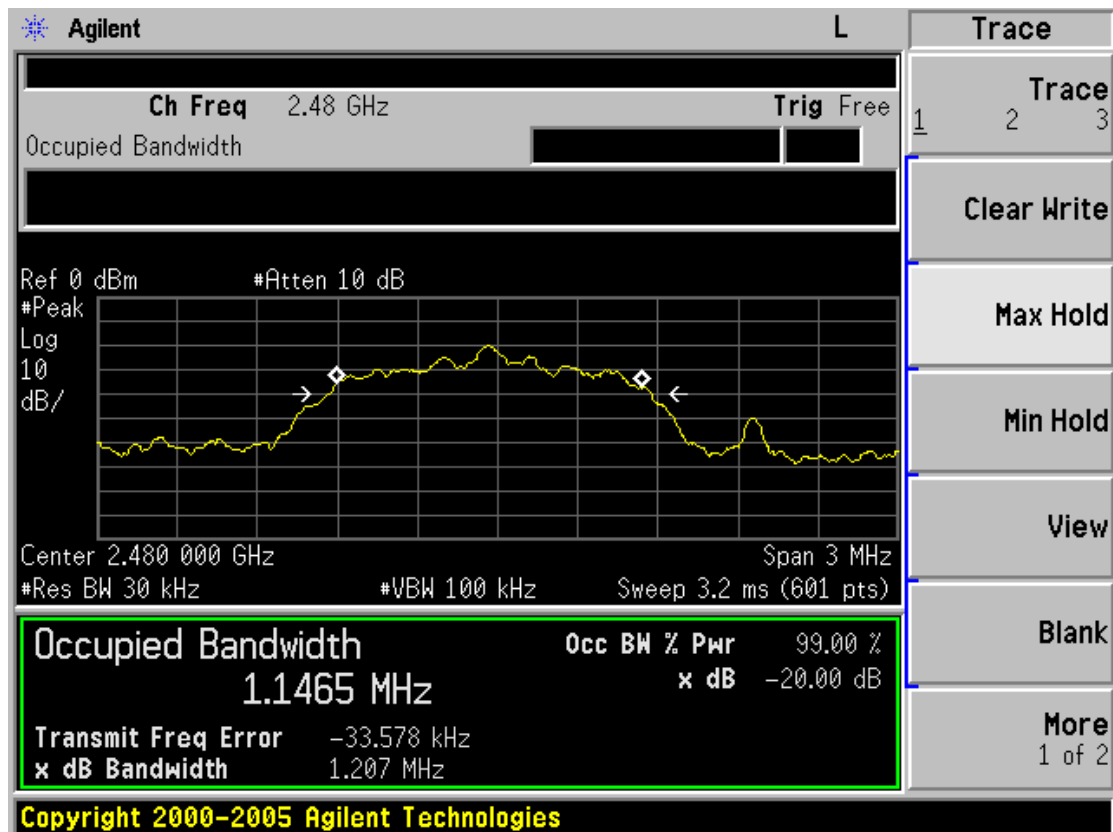 Agilent L
Ch Freq 2.48 GHz Trig Free
Occupied Bandwidth
Ref 0 dBm #Atten 10 dB
#Peak
Log
10
dB/
Center 2.480 000 GHz Span 3 MHz
#Res BW 30 kHz #VBW 100 kHz Sweep 3.2 ms (601 pts)
Occupied Bandwidth
1.1465 MHz
Occ BW % Pwr 99.00 %
x dB -20.00 dB
Transmit Freq Error -33.578 kHz
x dB Bandwidth 1.207 MHz
Copyright 2000-2005 Agilent Technologies
Trace
Trace
1 2 3
Clear Write
Max Hold
Min Hold
View
Blank
More
1 of 2